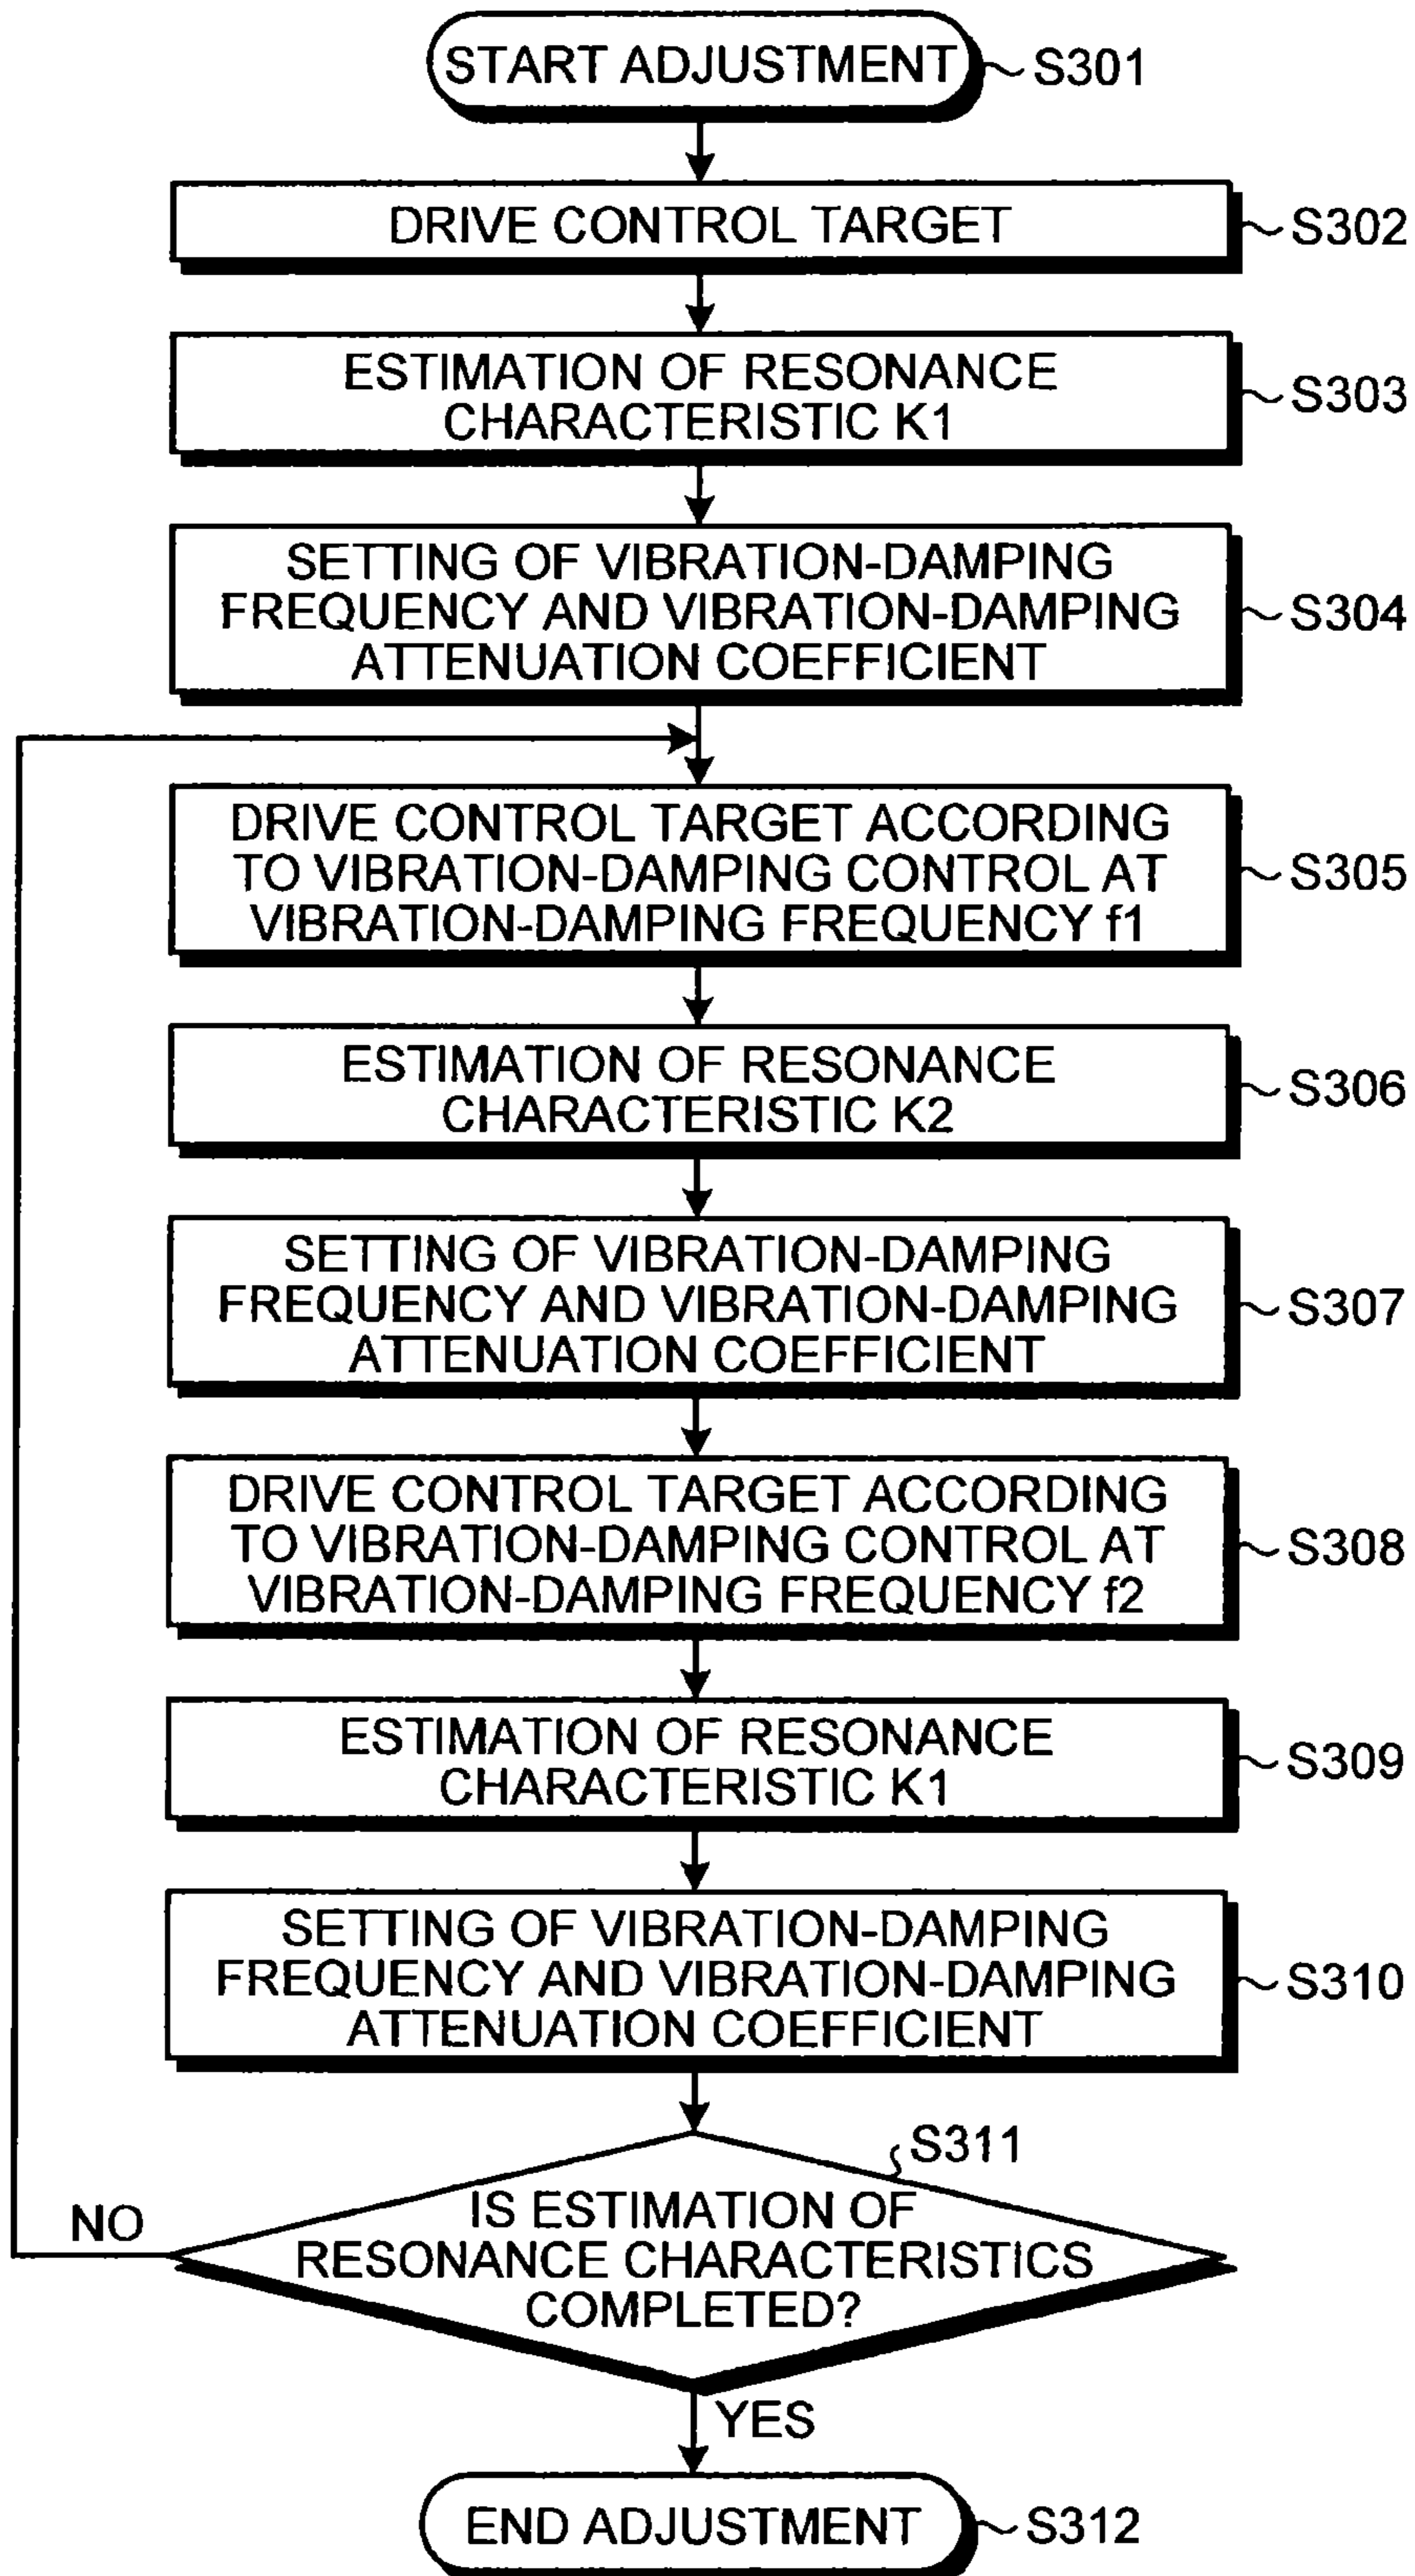 START ADJUSTMENT
S301
DRIVE CONTROL TARGET
S302
ESTIMATION OF RESONANCE
CHARACTERISTIC K1
S303
SETTING OF VIBRATION-DAMPING
FREQUENCY AND VIBRATION-DAMPING
ATTENUATION COEFFICIENT
S304
DRIVE CONTROL TARGET ACCORDING
TO VIBRATION-DAMPING CONTROL AT
VIBRATION-DAMPING FREQUENCY f1
S305
ESTIMATION OF RESONANCE
CHARACTERISTIC K2
S306
SETTING OF VIBRATION-DAMPING
FREQUENCY AND VIBRATION-DAMPING
ATTENUATION COEFFICIENT
S307
DRIVE CONTROL TARGET ACCORDING
TO VIBRATION-DAMPING CONTROL AT
VIBRATION-DAMPING FREQUENCY f2
S308
ESTIMATION OF RESONANCE
CHARACTERISTIC K1
S309
SETTING OF VIBRATION-DAMPING
FREQUENCY AND VIBRATION-DAMPING
ATTENUATION COEFFICIENT
S310
S311
IS ESTIMATION OF
RESONANCE CHARACTERISTICS
COMPLETED?
NO
YES
END ADJUSTMENT
S312